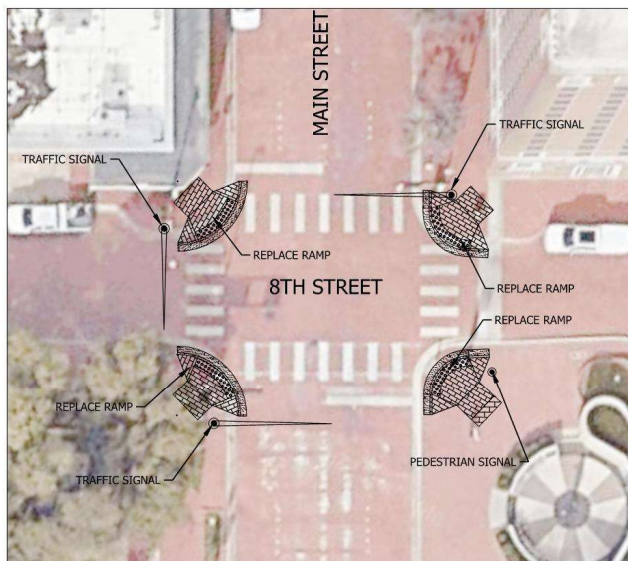 MAIN STREET
TRAFFIC SIGNAL
TRAFFIC SIGNAL
REPLACE RAMP
8TH STREET
REPLACE RAMP
REPLACE RAMP
REPLACE RAMP
PEDESTRIAN SIGNAL
TRAFFIC SIGNAL